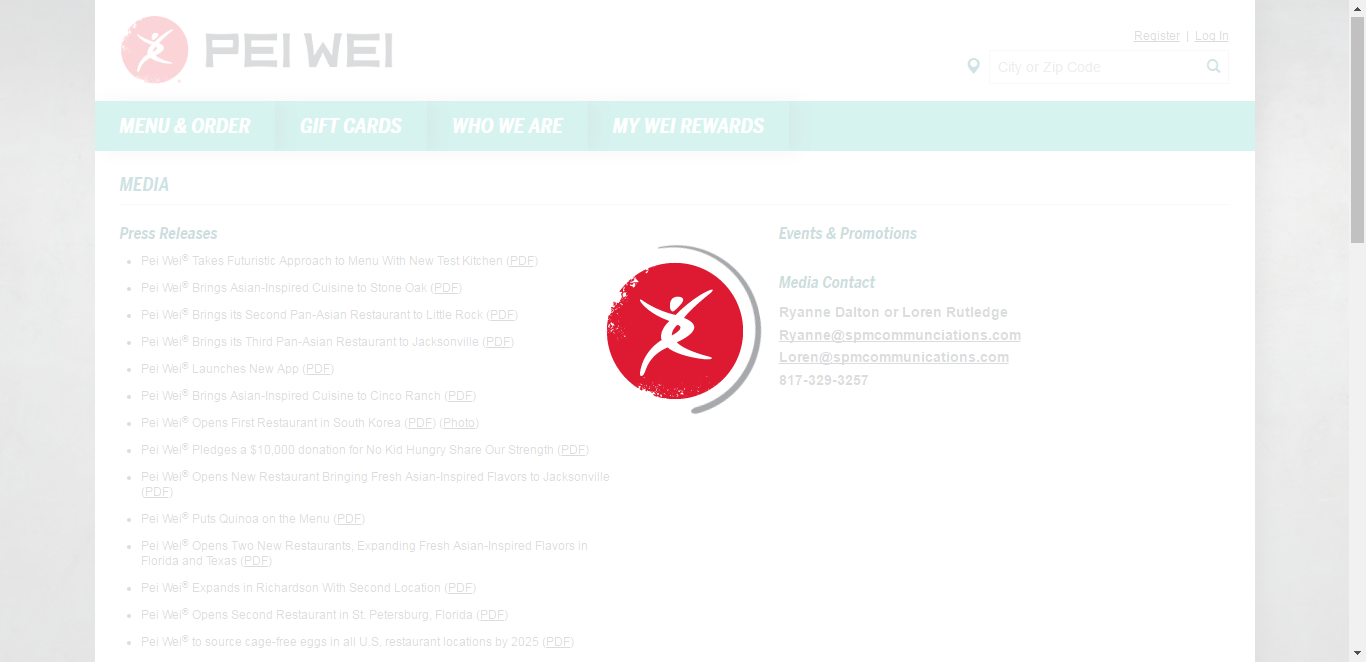 PEI WEI
Register | Log In
City or Zip Code
MENU & ORDER GIFT CARDS WHO WE ARE MY WEI REWARDS
MEDIA
Press Releases
Pei Wei® Takes Futuristic Approach to Menu With New Test Kitchen (PDF)
Pei Wei® Brings Asian-Inspired Cuisine to Stone Oak (PDF)
Pei Wei® Brings its Second Pan-Asian Restaurant to Little Rock (PDF)
Pei Wei® Brings its Third Pan-Asian Restaurant to Jacksonville (PDF)
Pei Wei® Launches New App (PDF)
Pei Wei® Brings Asian-Inspired Cuisine to Cinco Ranch (PDF)
Pei Wei® Opens First Restaurant in South Korea (PDF) (Photo)
Pei Wei® Pledges a $10,000 donation for No Kid Hungry Share Our Strength (PDF)
Pei Wei® Opens New Restaurant Bringing Fresh Asian-Inspired Flavors to Jacksonville
(PDF)
Pei Wei® Puts Quinoa on the Menu (PDF)
Pei Wei® Opens Two New Restaurants, Expanding Fresh Asian-Inspired Flavors in
Florida and Texas (PDF)
Pei Wei® Expands in Richardson With Second Location (PDF)
Pei Wei® Opens Second Restaurant in St. Petersburg, Florida (PDF)
Pei Wei® to source cage-free eggs in all U.S. restaurant locations by 2025 (PDF)
Events & Promotions
Media Contact
Ryanne Dalton or Loren Rutledge
Ryanne@spmcommunciations.com
Loren@spmcommunications.com
817-329-3257